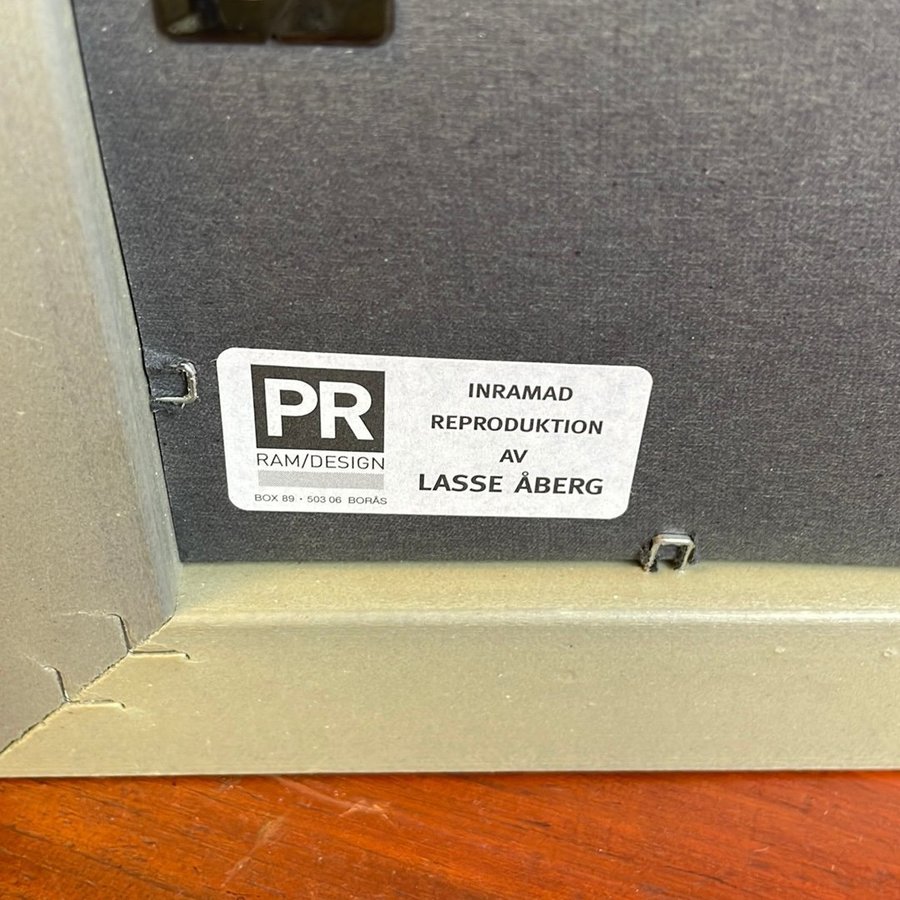 PR
RAM/DESIGN
BOX 89 · 503 06 BORÅS
INRAMAD
REPRODUKTION
AV
LASSE ÅBERG